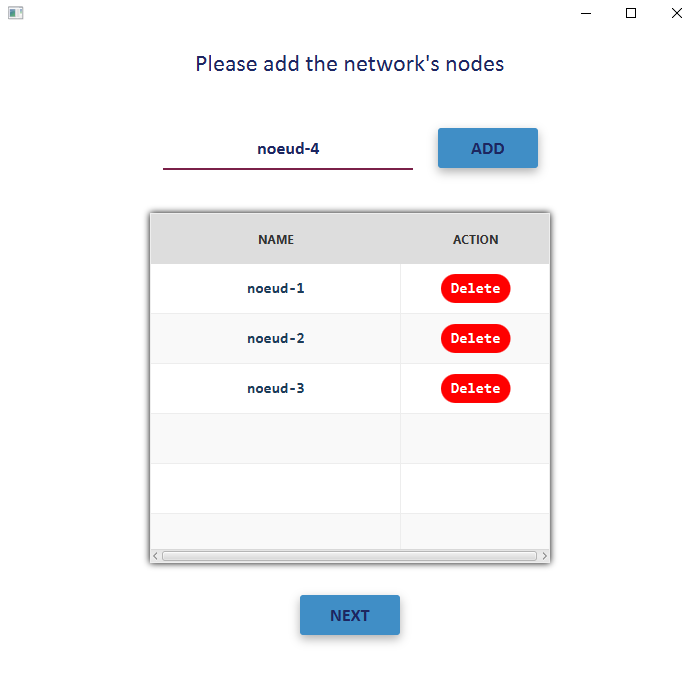 Please add the network's nodes
noeud-4 ADD
NAME ACTION
noeud-1 Delete
noeud-2 Delete
noeud-3 Delete
NEXT